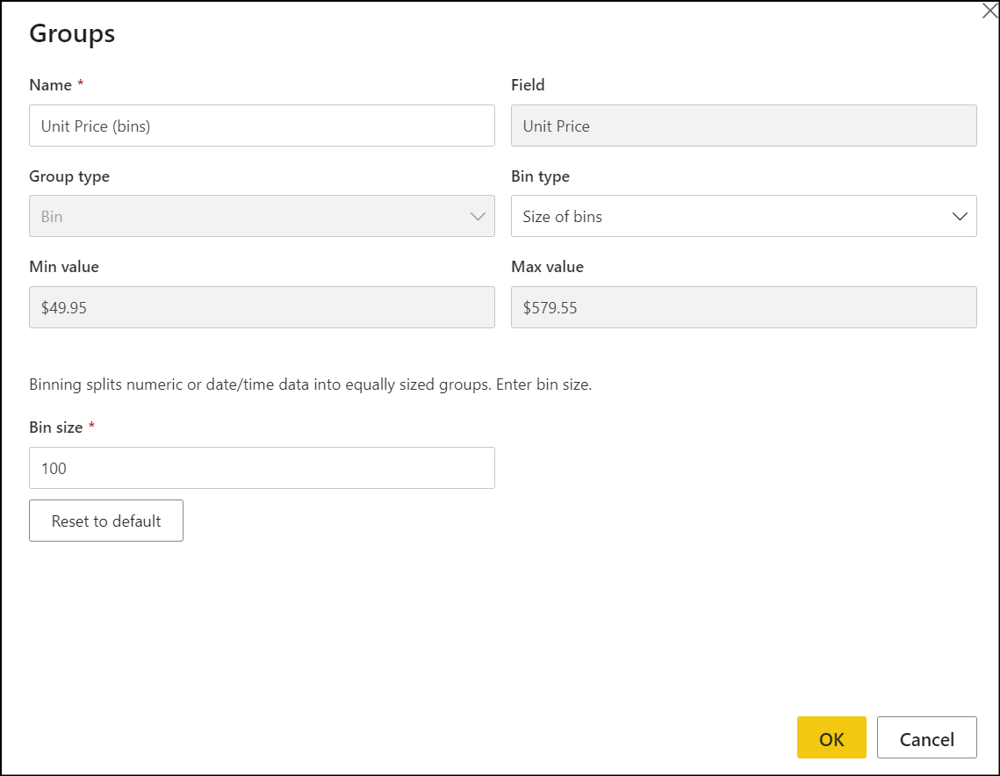 Groups
Name *
Field
Unit Price (bins)
Unit Price
Group type
Bin type
Bin
Size of bins
Min value
Max value
$49.95
$579.55
Binning splits numeric or date/time data into equally sized groups. Enter bin size.
Bin size *
100
Reset to default
OK
Cancel